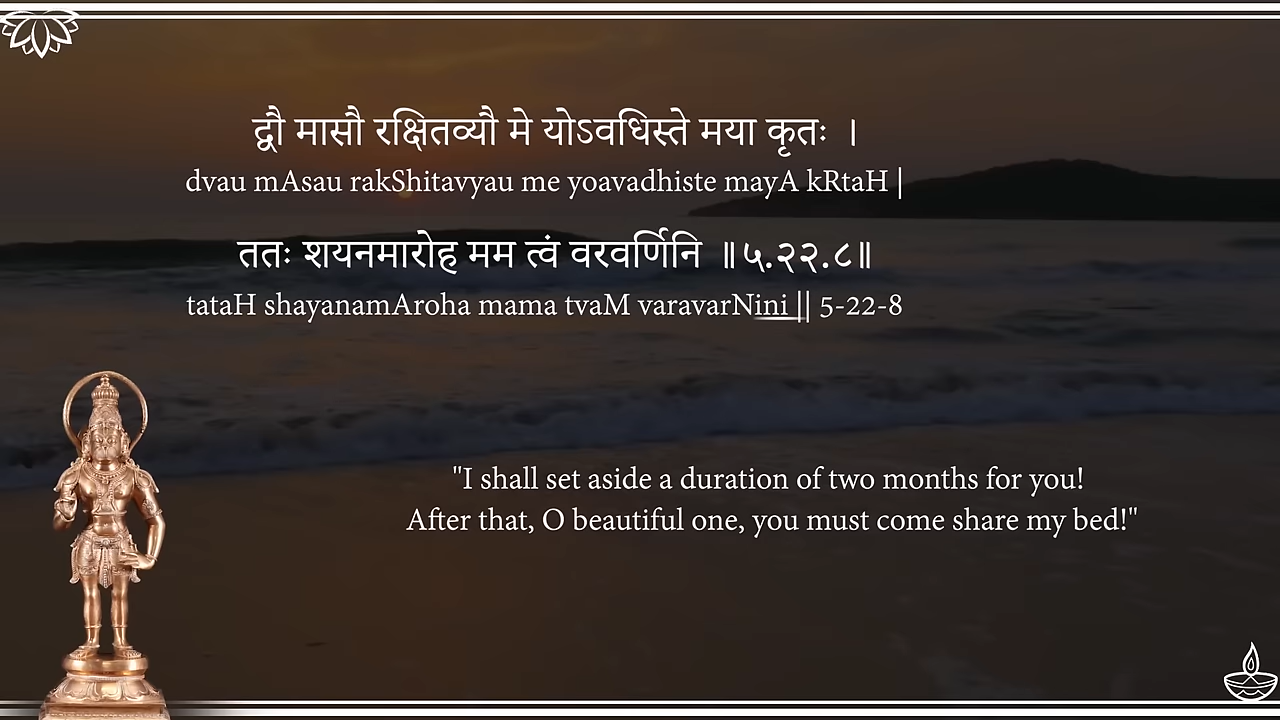 द्वौ मासौ रक्षितव्यौ मे योऽवधिस्ते मया कृतः ।
dvau mAsau rakShitavyau me yoavadhiste mayA kRtaH |
ततः शयनमारोह मम त्वं वरवर्णिनि ॥५.२२.८॥
tataH shayanamAroha mama tvaM varavarNini || 5-22-8
"I shall set aside a duration of two months for you!
After that, O beautiful one, you must come share my bed!"